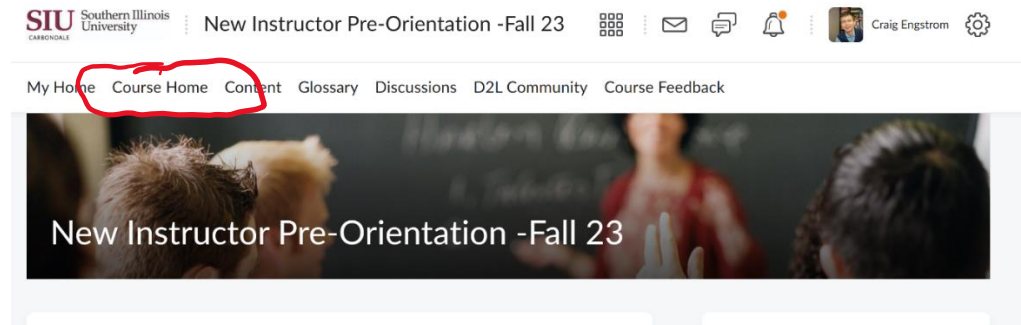 SIU Southern Illinois University
CARBONDALE
New Instructor Pre-Orientation -Fall 23
Craig Engstrom
My Home Course Home Content Glossary Discussions D2L Community Course Feedback
New Instructor Pre-Orientation -Fall 23